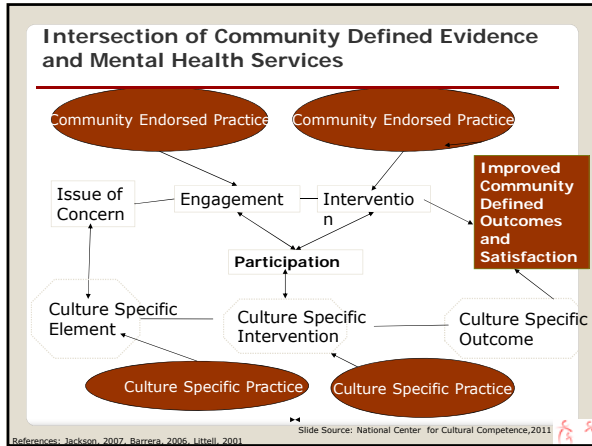 Intersection of Community Defined Evidence
and Mental Health Services
Community Endorsed Practice
Community Endorsed Practice
Issue of
Concern
Engagement
Interventio
n
Improved
Community
Defined
Outcomes
and
Satisfaction
Participation
Culture Specific
Element
Culture Specific
Intervention
Culture Specific
Outcome
Culture Specific Practice
Culture Specific Practice
Slide Source: National Center for Cultural Competence,2011
References: Jackson, 2007, Barrera, 2006, Littell, 2001